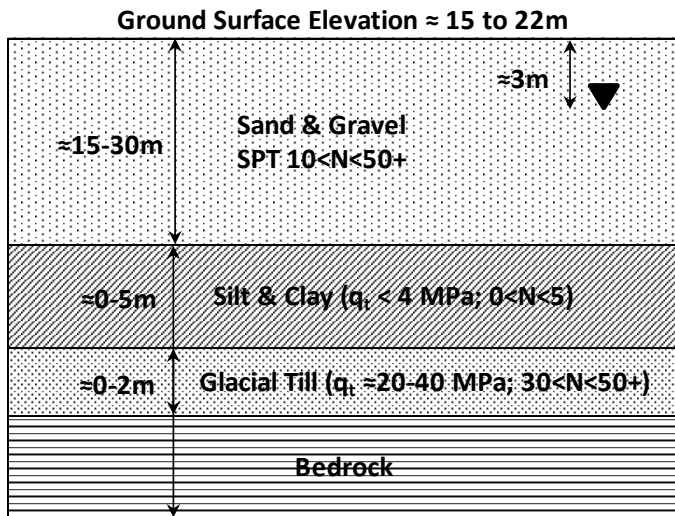 Ground Surface Elevation ≈ 15 to 22m
≈3m
Sand & Gravel
≈15-30m
SPT 10<N<50+
≈0-5m
Silt & Clay (qt < 4 MPa; 0<N<5)
≈0-2m
Glacial Till (qt ≈20-40 MPa; 30<N<50+)
Bedrock